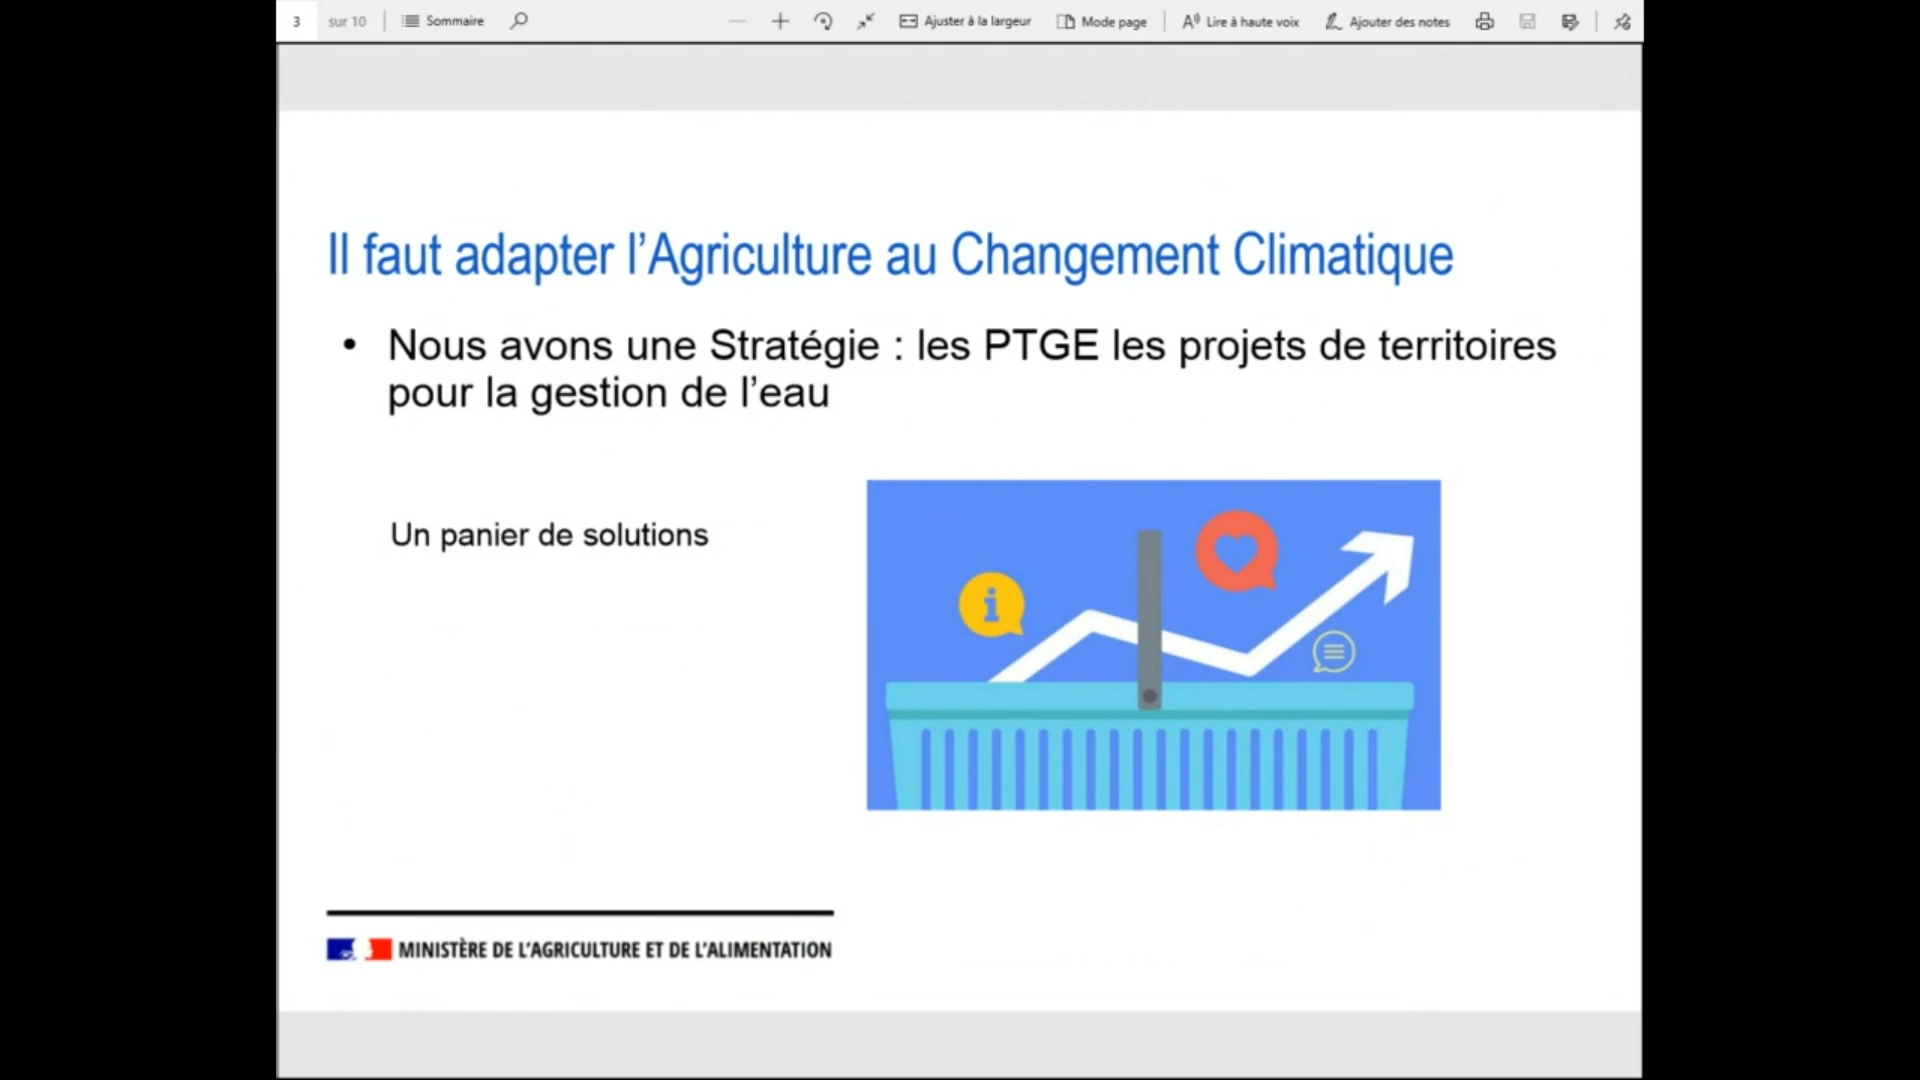 3 sur 10 Sommaire Ajuster à la largeur Mode page Lire à haute voix Ajouter des notes
Il faut adapter l’Agriculture au Changement Climatique
• Nous avons une Stratégie : les PTGE les projets de territoires
pour la gestion de l’eau
Un panier de solutions
MINISTÈRE DE L’AGRICULTURE ET DE L’ALIMENTATION